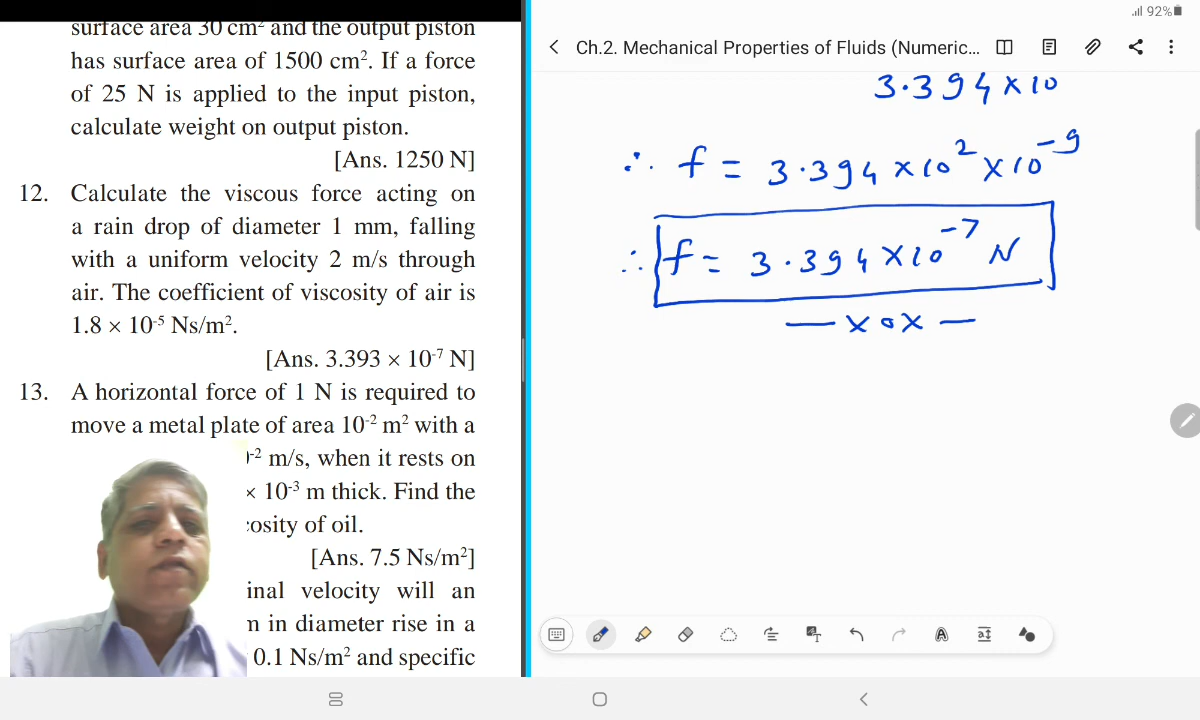 surface area 30 cm² and the output piston
has surface area of 1500 cm². If a force
of 25 N is applied to the input piston,
calculate weight on output piston.
[Ans. 1250 N]
12. Calculate the viscous force acting on
a rain drop of diameter 1 mm, falling
with a uniform velocity 2 m/s through
air. The coefficient of viscosity of air is
1.8 × 10⁻⁵ Ns/m².
[Ans. 3.393 × 10⁻⁷ N]
13. A horizontal force of 1 N is required to
move a metal plate of area 10⁻² m² with a
⁻² m/s, when it rests on
× 10⁻³ m thick. Find the
cosity of oil.
[Ans. 7.5 Ns/m²]
inal velocity will an
in diameter rise in a
0.1 Ns/m² and specific
92%
Ch.2. Mechanical Properties of Fluids (Numeric...
3.394 × 10
∴ f = 3.394 × 10² × 10⁻⁹
∴ f = 3.394 × 10⁻⁷ N
— x o x —